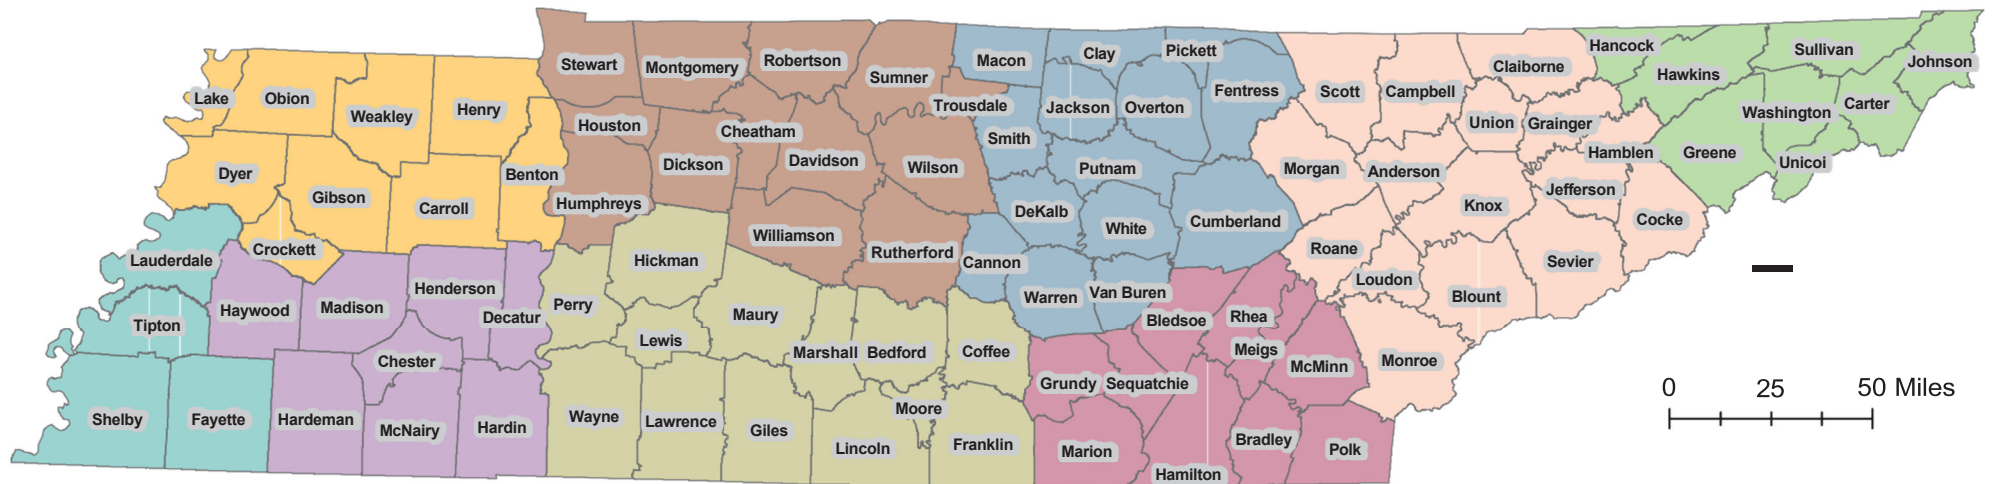 Stewart
Montgomery
Robertson
Sumner
Macon
Clay
Pickett
Hancock
Sullivan
Johnson
Claiborne
Hawkins
Lake
Obion
Weakley
Henry
Trousdale
Jackson
Overton
Fentress
Scott
Campbell
Washington
Carter
Houston
Cheatham
Smith
Union
Grainger
Dickson
Davidson
Wilson
Putnam
Morgan
Anderson
Hamblen
Greene
Unicoi
Dyer
Benton
Gibson
Carroll
Humphreys
DeKalb
White
Cumberland
Knox
Jefferson
Cocke
Crockett
Williamson
Rutherford
Roane
Lauderdale
Hickman
Cannon
Loudon
Sevier
Henderson
Warren
Van Buren
Blount
Haywood
Madison
Decatur
Perry
Maury
Bledsoe
Rhea
Tipton
Lewis
Chester
Marshall
Bedford
Coffee
Meigs
McMinn
Monroe
Grundy
Sequatchie
0 25 50 Miles
Shelby
Fayette
Hardeman
McNairy
Hardin
Wayne
Lawrence
Giles
Moore
Lincoln
Franklin
Marion
Hamilton
Bradley
Polk